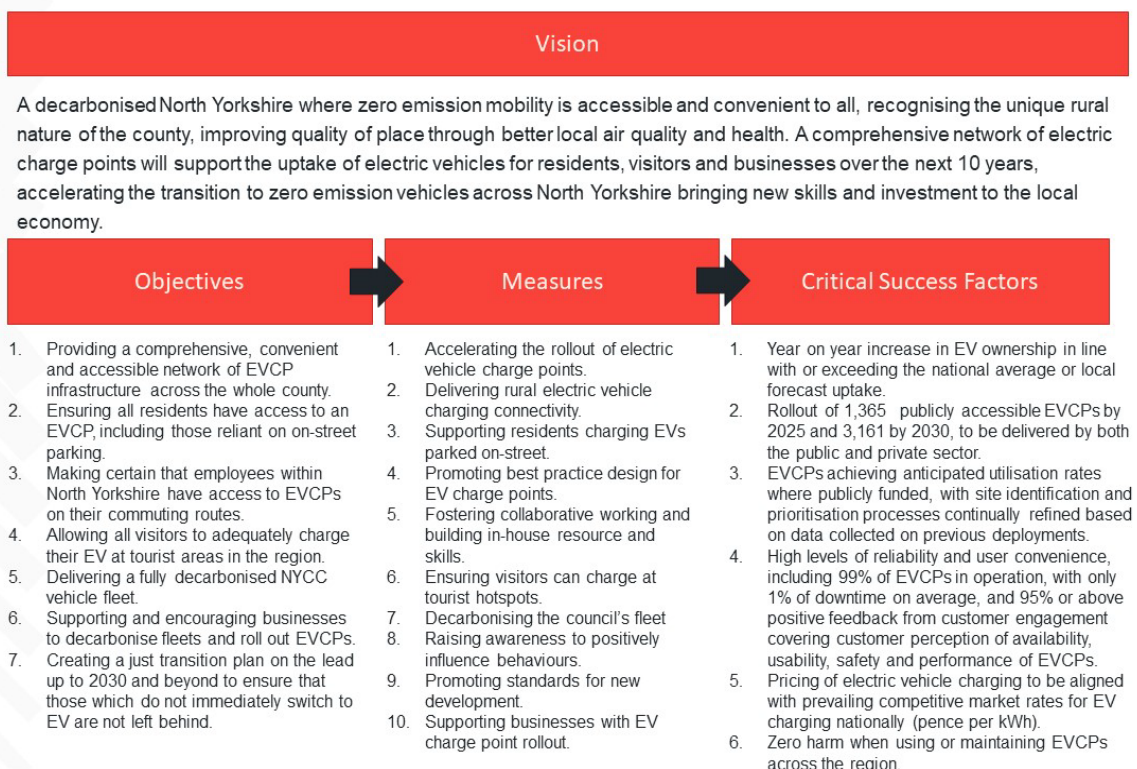 Vision
A decarbonised North Yorkshire where zero emission mobility is accessible and convenient to all, recognising the unique rural
nature of the county, improving quality of place through better local air quality and health. A comprehensive network of electric
charge points will support the uptake of electric vehicles for residents, visitors and businesses over the next 10 years,
accelerating the transition to zero emission vehicles across North Yorkshire bringing new skills and investment to the local
economy.
Objectives
1. Providing a comprehensive, convenient
and accessible network of EVCP
infrastructure across the whole county.
2. Ensuring all residents have access to an
EVCP, including those reliant on on-street
parking.
3. Making certain that employees within
North Yorkshire have access to EVCPs
on their commuting routes.
4. Allowing all visitors to adequately charge
their EV at tourist areas in the region.
5. Delivering a fully decarbonised NYCC
vehicle fleet.
6. Supporting and encouraging businesses
to decarbonise fleets and roll out EVCPs.
7. Creating a just transition plan on the lead
up to 2030 and beyond to ensure that
those which do not immediately switch to
EV are not left behind.
Measures
1. Accelerating the rollout of electric
vehicle charge points.
2. Delivering rural electric vehicle
charging connectivity.
3. Supporting residents charging EVs
parked on-street.
4. Promoting best practice design for
EV charge points.
5. Fostering collaborative working and
building in-house resource and
skills.
6. Ensuring visitors can charge at
tourist hotspots.
7. Decarbonising the council's fleet
8. Raising awareness to positively
influence behaviours.
9. Promoting standards for new
development.
10. Supporting businesses with EV
charge point rollout.
Critical Success Factors
1. Year on year increase in EV ownership in line
with or exceeding the national average or local
forecast uptake.
2. Rollout of 1,365 publicly accessible EVCPs by
2025 and 3,161 by 2030, to be delivered by both
the public and private sector.
3. EVCPs achieving anticipated utilisation rates
where publicly funded, with site identification and
prioritisation processes continually refined based
on data collected on previous deployments.
4. High levels of reliability and user convenience,
including 99% of EVCPs in operation, with only
1% of downtime on average, and 95% or above
positive feedback from customer engagement
covering customer perception of availability,
usability, safety and performance of EVCPs.
5. Pricing of electric vehicle charging to be aligned
with prevailing competitive market rates for EV
charging nationally (pence per kWh).
6. Zero harm when using or maintaining EVCPs
across the region.